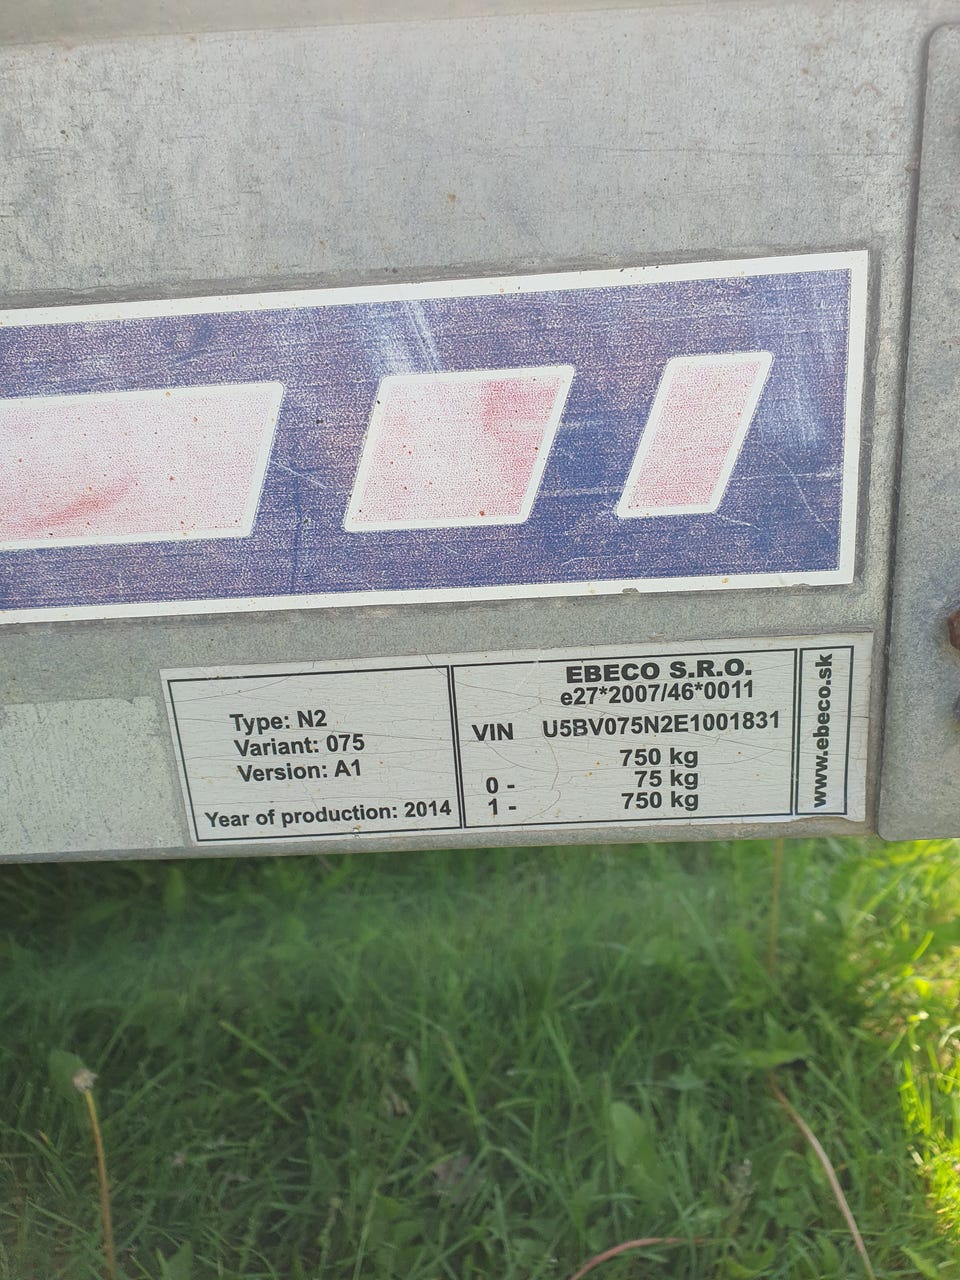 Type: N2
Variant: 075
Version: A1
Year of production: 2014
EBECO S.R.O.
e27*2007/46*0011
VIN U5BV075N2E1001831
750 kg
0 - 75 kg
1 - 750 kg
www.ebeco.sk